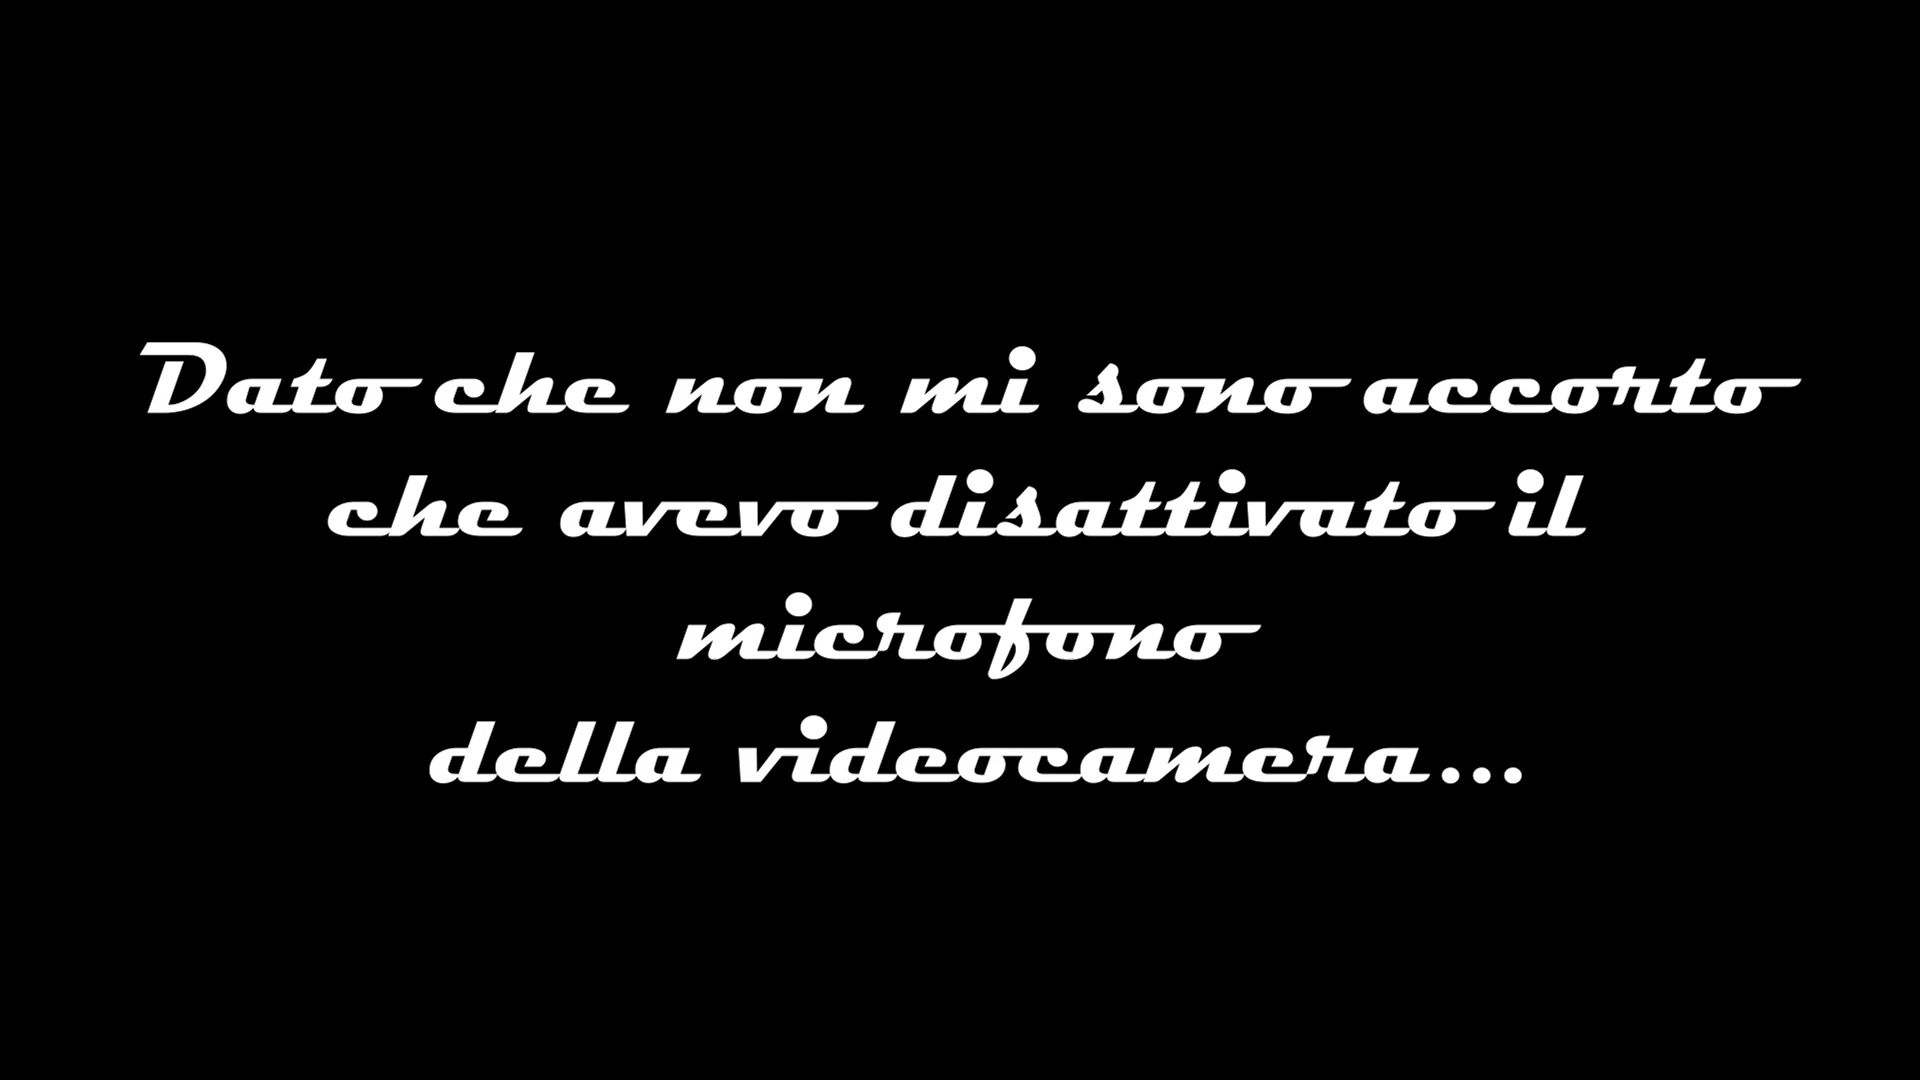 Dato che non mi sono accorto
che avevo disattivato il
microfono
della videocamera...